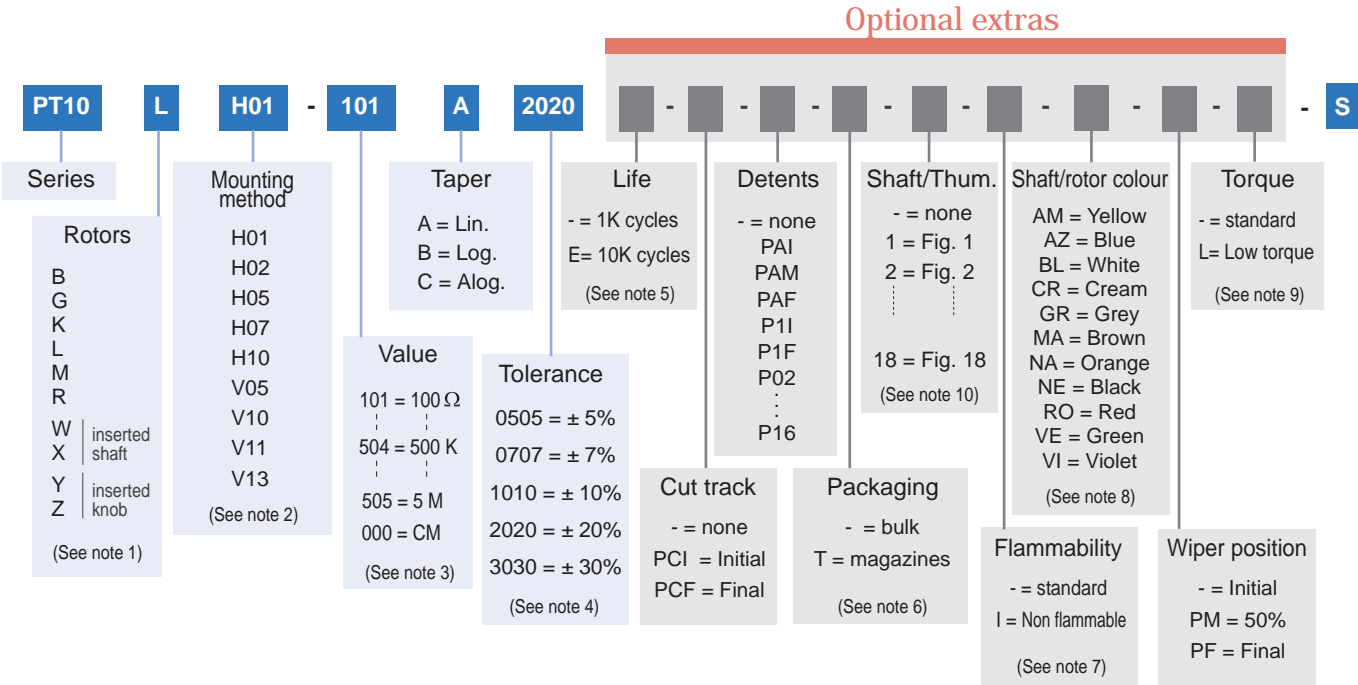 Optional extras
PT10 L H01 - 101 A 2020 - - - - - - - - - S
Series
Rotors
B
G
K
L
M
R
W
X
inserted
shaft
Y
Z
inserted
knob
(See note 1)
Mounting
method
H01
H02
H05
H07
H10
V05
V10
V11
V13
(See note 2)
Value
101 = 100 Ω
504 = 500 K
505 = 5 M
000 = CM
(See note 3)
Taper
A = Lin.
B = Log.
C = Alog.
Tolerance
0505 = ± 5%
0707 = ± 7%
1010 = ± 10%
2020 = ± 20%
3030 = ± 30%
(See note 4)
Life
- = 1K cycles
E= 10K cycles
(See note 5)
Cut track
- = none
PCI = Initial
PCF = Final
Detents
- = none
PAI
PAM
PAF
P1I
P1F
P02
:
:
P16
Packaging
- = bulk
T = magazines
(See note 6)
Shaft/Thum.
- = none
1 = Fig. 1
2 = Fig. 2
18 = Fig. 18
(See note 10)
Flammability
- = standard
I = Non flammable
(See note 7)
Shaft/rotor colour
AM = Yellow
AZ = Blue
BL = White
CR = Cream
GR = Grey
MA = Brown
NA = Orange
NE = Black
RO = Red
VE = Green
VI = Violet
(See note 8)
Wiper position
- = Initial
PM = 50%
PF = Final
Torque
- = standard
L= Low torque
(See note 9)